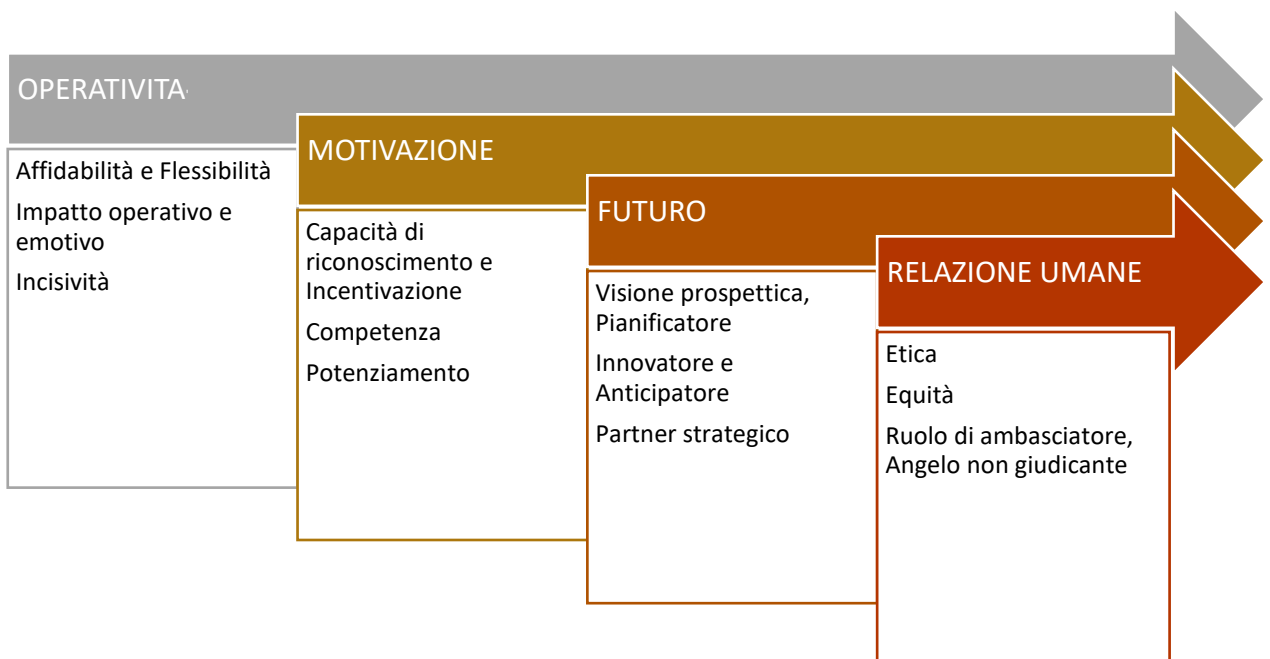 OPERATIVITA
Affidabilità e Flessibilità
Impatto operativo e
emotivo
Incisività
MOTIVAZIONE
Capacità di
riconoscimento e
Incentivazione
Competenza
Potenziamento
FUTURO
Visione prospettica,
Pianificatore
Innovatore e
Anticipatore
Partner strategico
RELAZIONE UMANE
Etica
Equità
Ruolo di ambasciatore,
Angelo non giudicante